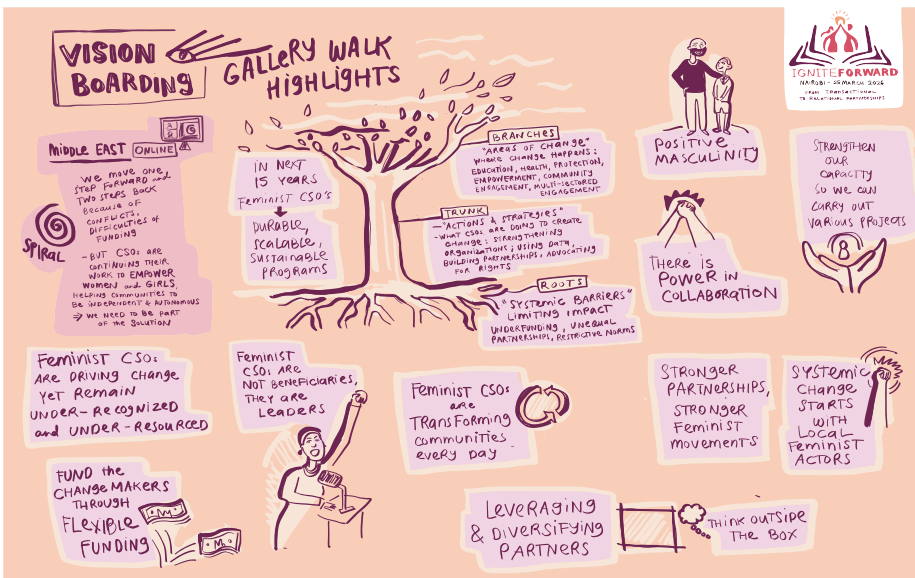 VISION
BOARDING
GALLERY WALK
HIGHLIGHTS
IGNITEFORWARD
NAIROBI - 25 MARCH 2026
FROM TRANSACTIONAL
TO RELATIONAL PARTNERSHIPS
MIDDLE EAST ONLINE
WE MOVE ONE
STEP FORWARD and
TWO STEPS BACK
BECAUSE OF
CONFLICTS,
DIFFICULTIES OF
FUNDING
SPIRAL
- BUT CSOs ARE
CONTINUING THEIR
WORK TO EMPOWER
WOMEN and GIRLS,
HELPING COMMUNITIES TO
BE INDEPENDENT & AUTONOMOUS
⇒ WE NEED TO BE PART
OF THE SOLUTION
IN NEXT
15 YEARS
FEMINIST CSO'S
DURABLE,
SCALABLE,
SUSTAINABLE
PROGRAMS
BRANCHES
"AREAS OF CHANGE"
WHERE CHANGE HAPPENS:
EDUCATION, HEALTH, PROTECTION,
EMPOWERMENT, COMMUNITY
ENGAGEMENT, MULTI-SECTORED
ENGAGEMENT
TRUNK
"ACTIONS & STRATEGIES"
- WHAT CSOs ARE DOING TO CREATE
CHANGE: STRENGTHENING
ORGANIZATIONS; USING DATA,
BUILDING PARTNERSHIPS, ADVOCATING
FOR RIGHTS
ROOTS
"SYSTEMIC BARRIERS"
LIMITING IMPACT
UNDERFUNDING, UNEQUAL
PARTNERSHIPS, RESTRICTIVE NORMS
POSITIVE
MASCULINITY
THERE IS
POWER IN
COLLABORATION
STRENGTHEN
OUR
CAPACITY
SO WE CAN
CARRY OUT
VARIOUS PROJECTS
FEMINIST CSOs
ARE DRIVING CHANGE
YET REMAIN
UNDER-RECOGNIZED
and UNDER-RESOURCED
FEMINIST
CSOs ARE
NOT BENEFICIARIES,
THEY ARE
LEADERS
FEMINIST CSOs
are
TRANSFORMING
COMMUNITIES
EVERY DAY
STRONGER
PARTNERSHIPS,
STRONGER
FEMINIST
MOVEMENTS
SYSTEMIC
CHANGE
STARTS
WITH
LOCAL
FEMINIST
ACTORS
FUND the
CHANGEMAKERS
THROUGH
FLEXIBLE
FUNDING
LEVERAGING
& DIVERSIFYING
PARTNERS
THINK OUTSIDE
THE BOX